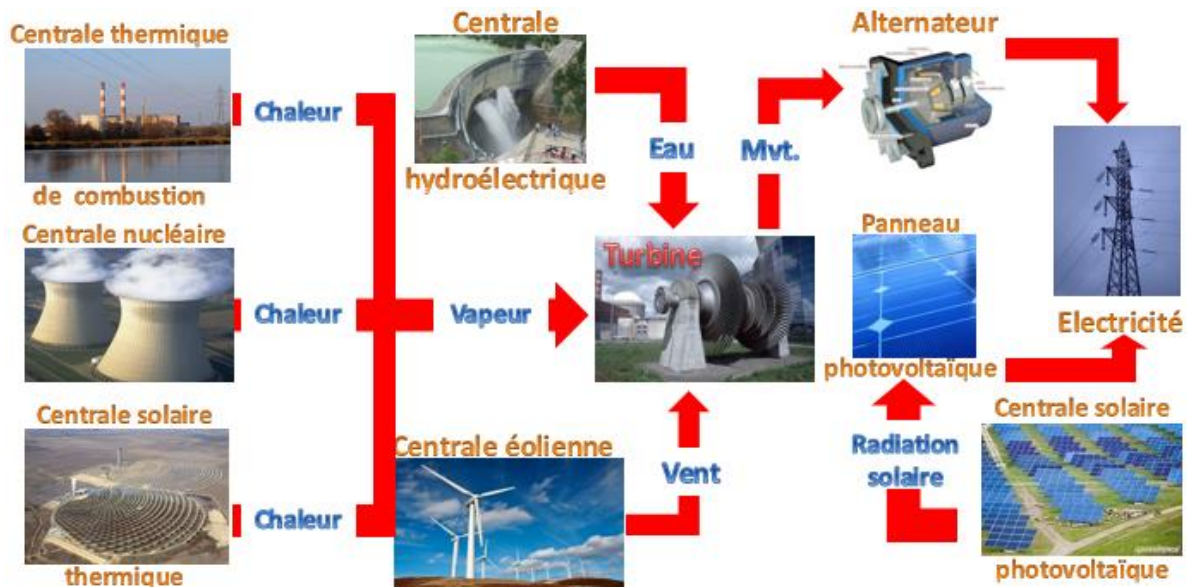 Centrale thermique
de combustion
Chaleur
Centrale nucléaire
Chaleur
Centrale solaire
thermique
Chaleur
Vapeur
Centrale
hydroélectrique
Eau
Turbine
Centrale éolienne
Vent
Mvt.
Alternateur
Panneau
photovoltaïque
Radiation
solaire
Electricité
Centrale solaire
photovoltaïque